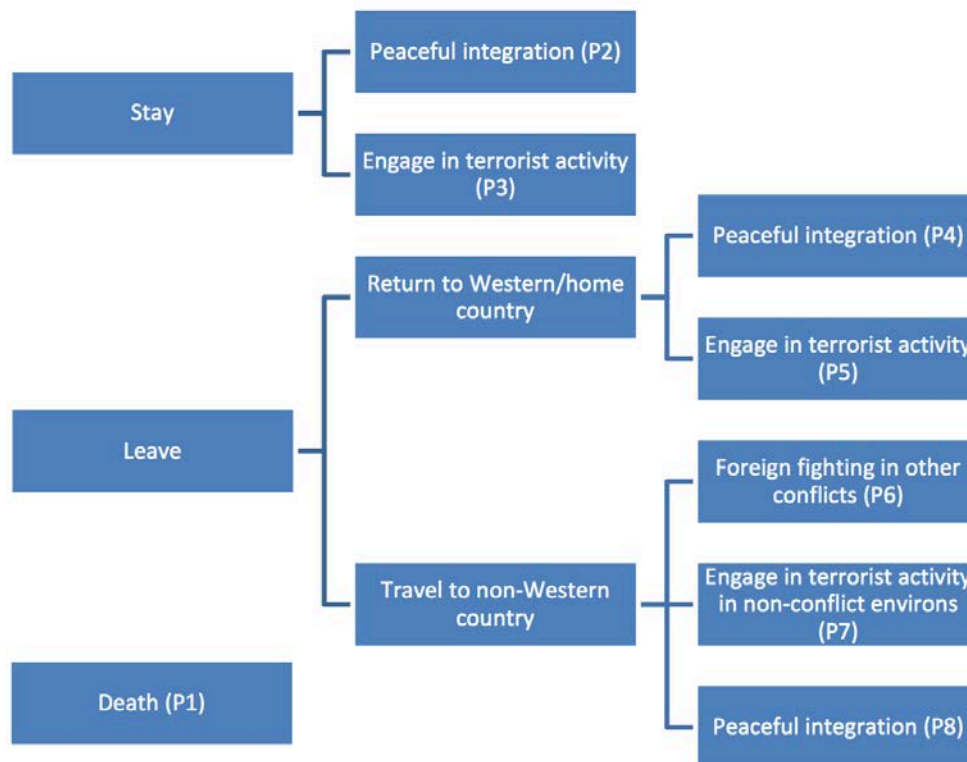 Stay
Peaceful integration (P2)
Engage in terrorist activity
(P3)
Leave
Return to Western/home
country
Peaceful integration (P4)
Engage in terrorist activity
(P5)
Travel to non-Western
country
Foreign fighting in other
conflicts (P6)
Engage in terrorist activity
in non-conflict environs
(P7)
Peaceful integration (P8)
Death (P1)